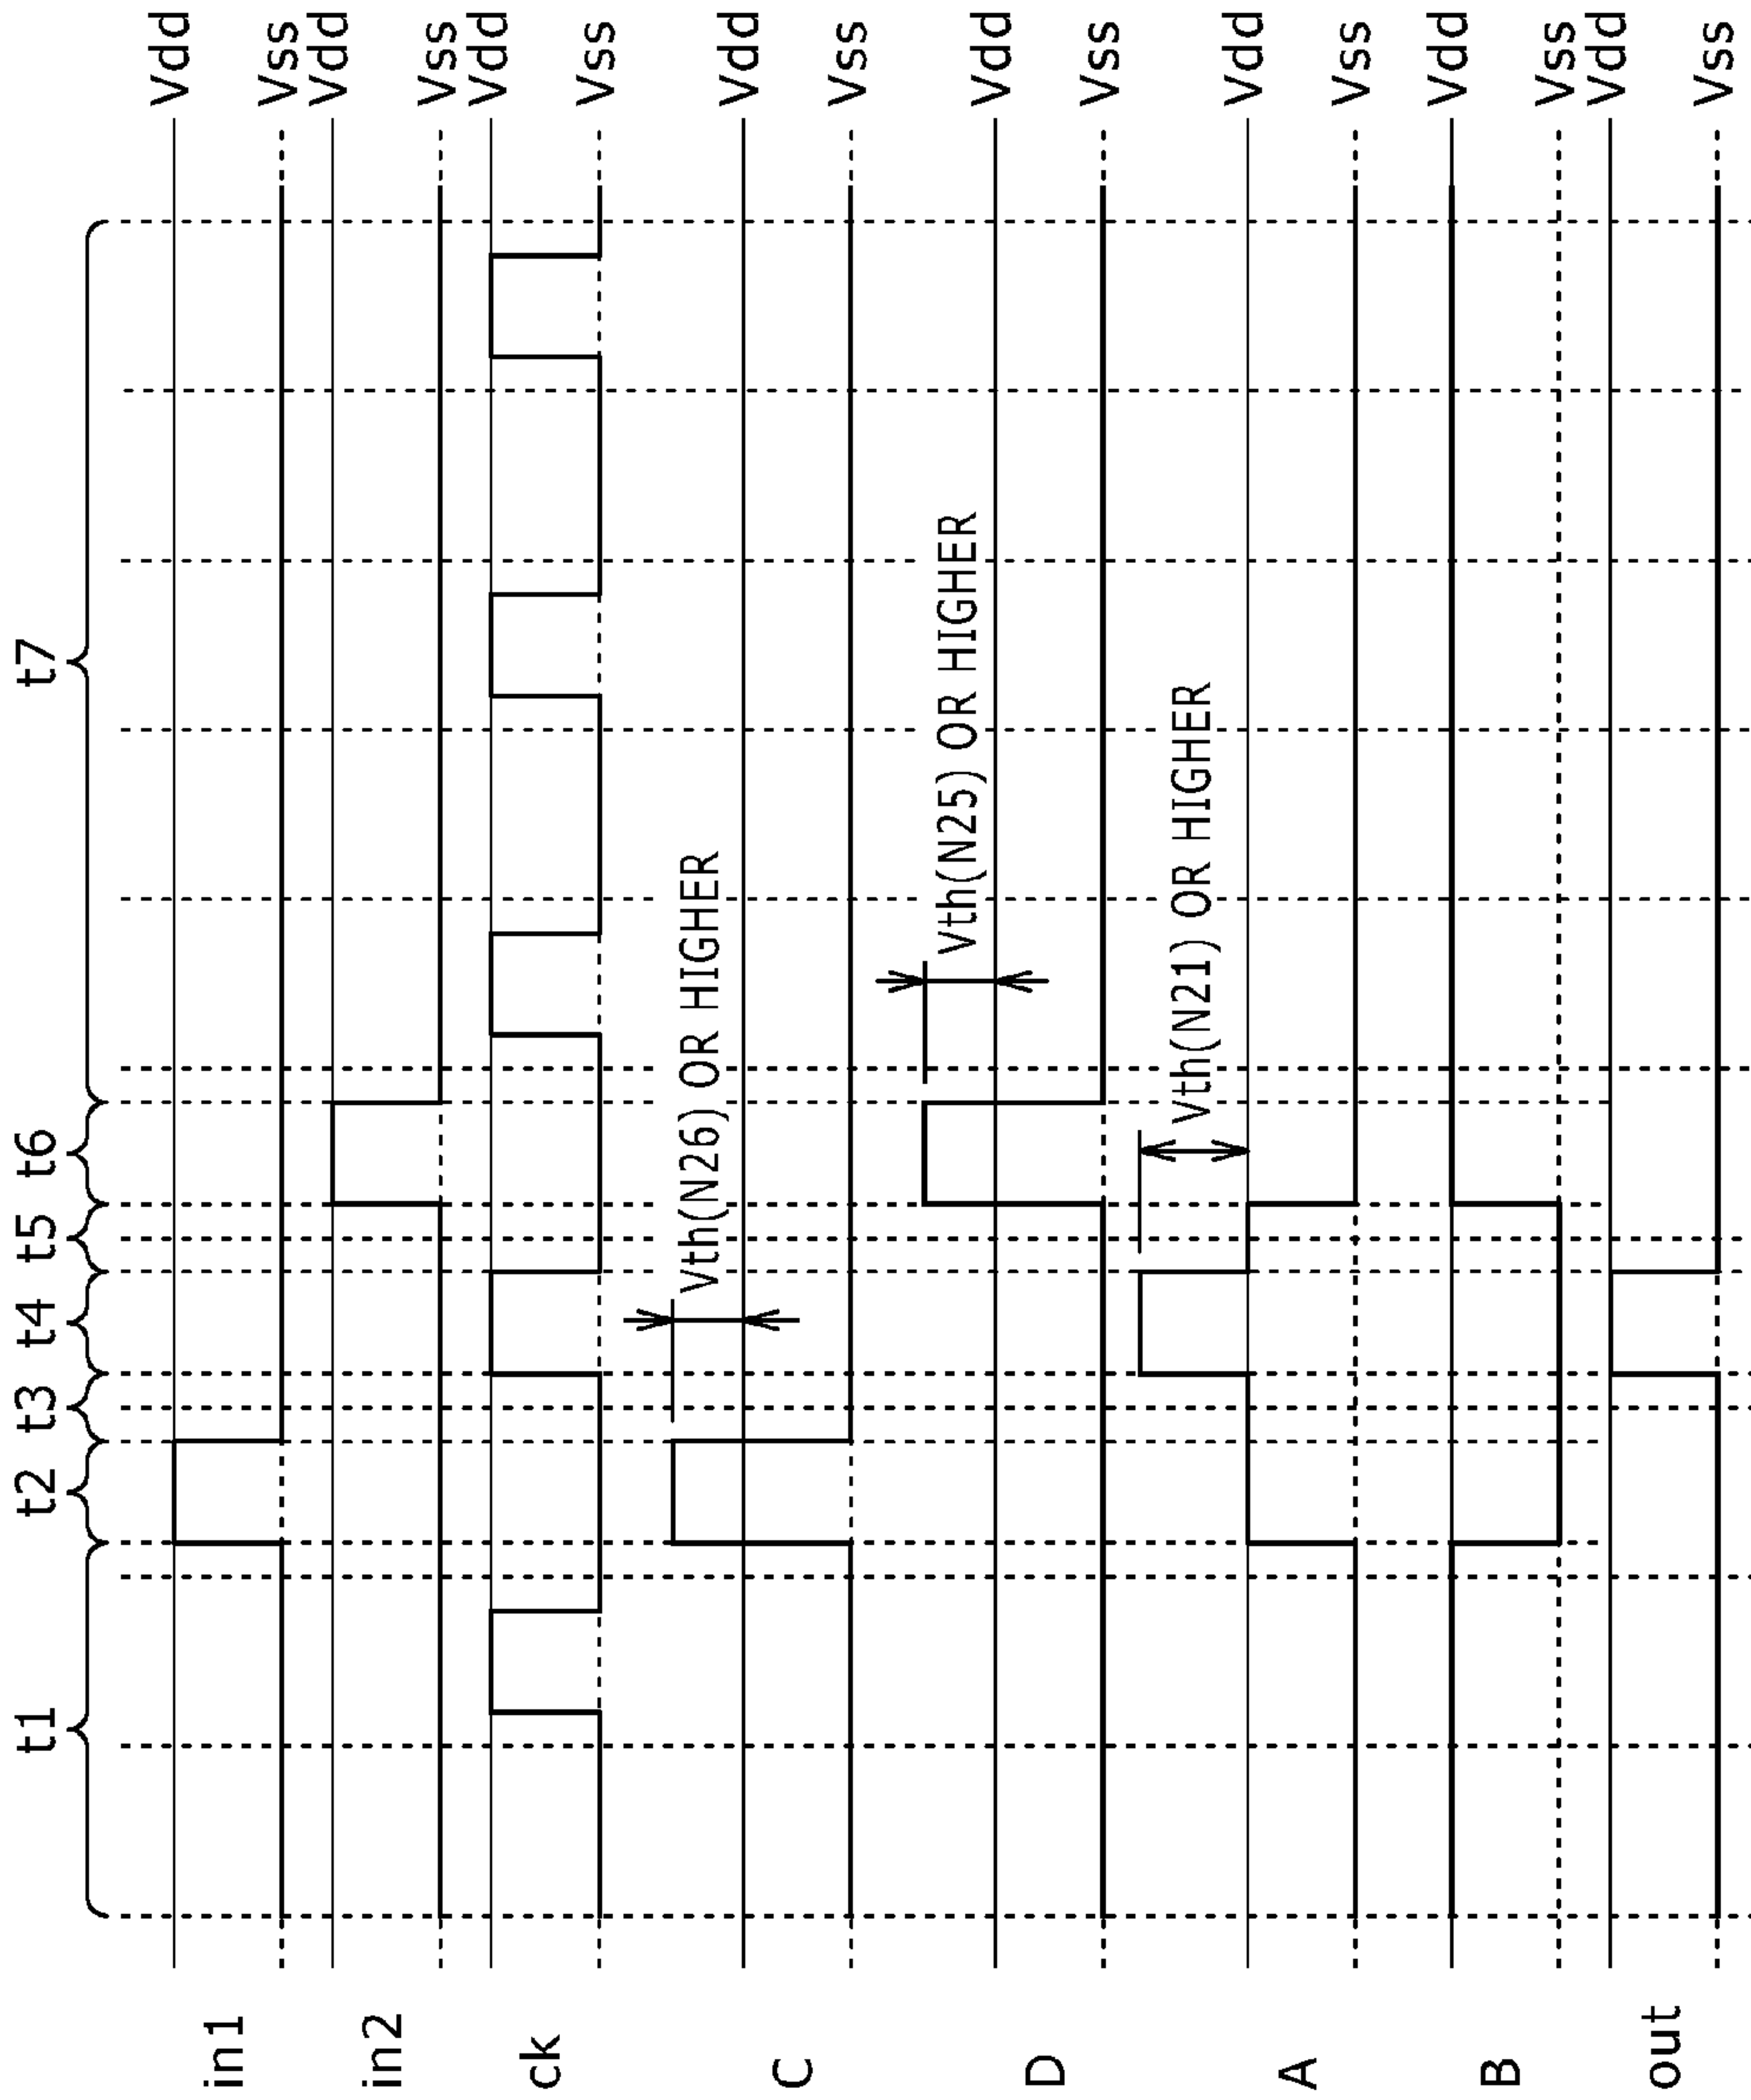 t1 t2 t3 t4 t5 t6 t7
in1 Vdd
Vss
in2 Vdd
Vss
ck Vdd
Vss
Vth(N26) OR HIGHER
C Vdd
Vss
Vth(N25) OR HIGHER
D Vdd
Vss
Vth(N21) OR HIGHER
A Vdd
Vss
B Vdd
Vss
out Vdd
Vss